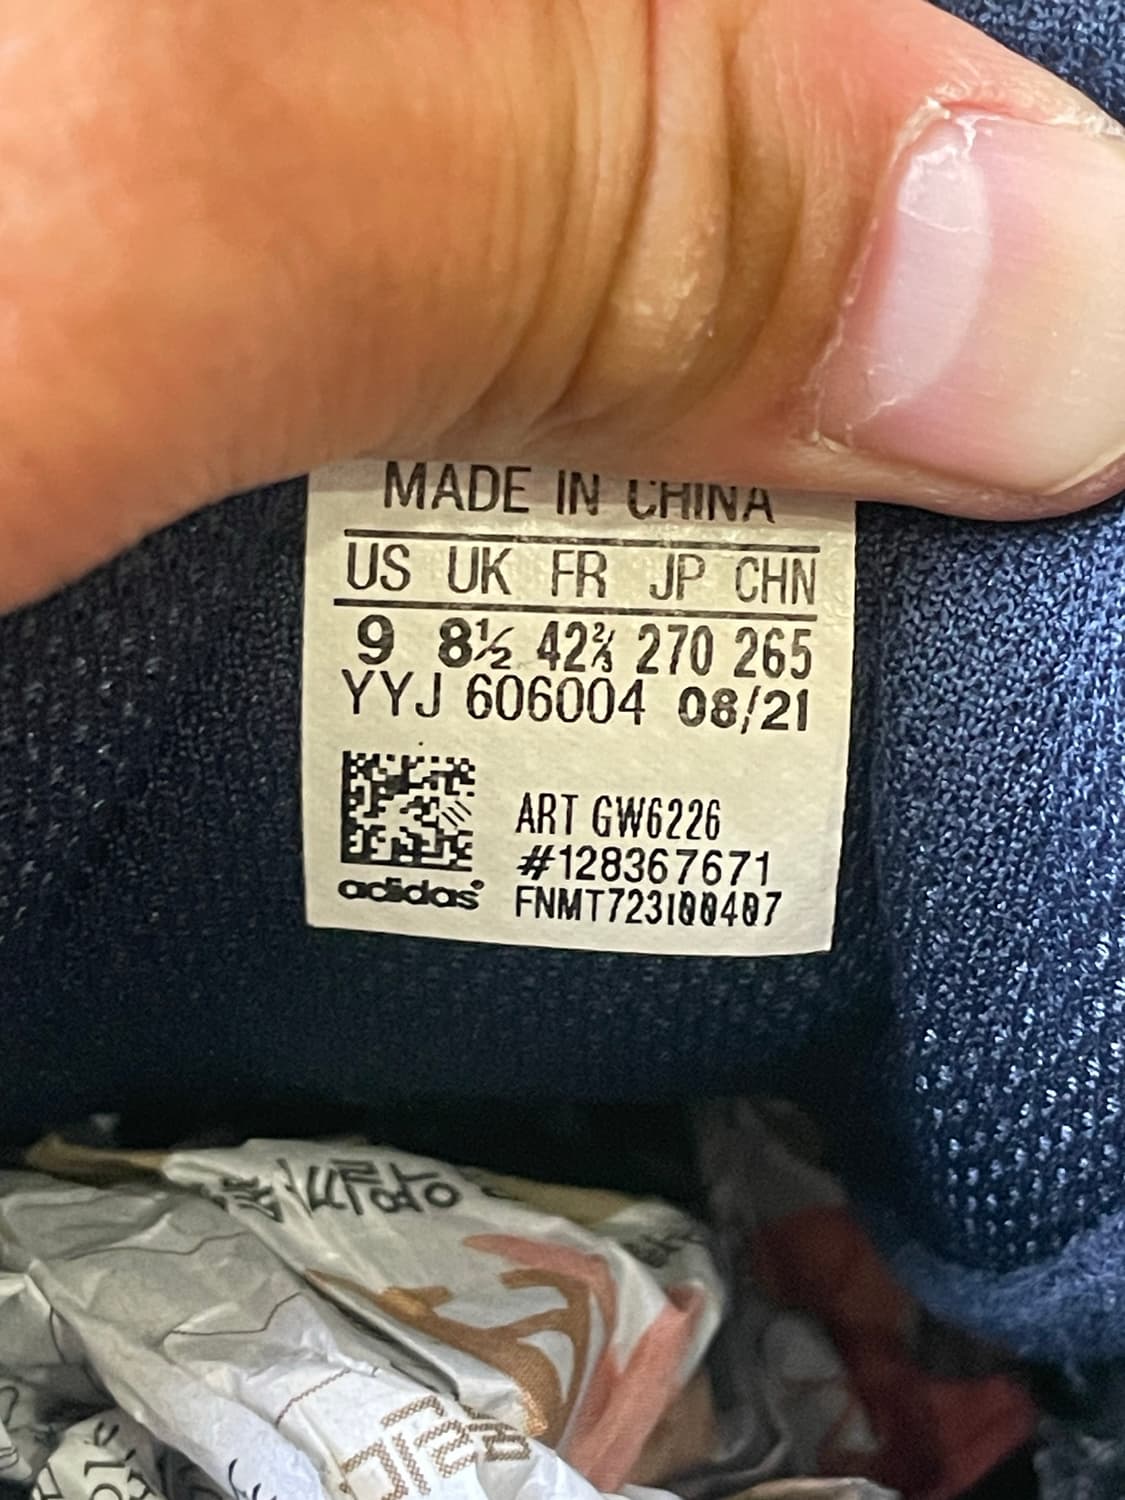 MADE IN CHINA
US UK FR JP CHN
9 8½ 42⅔ 270 265
YYJ 606004 08/21
ART GW6226
#128367671
adidas®
FNMT723100407